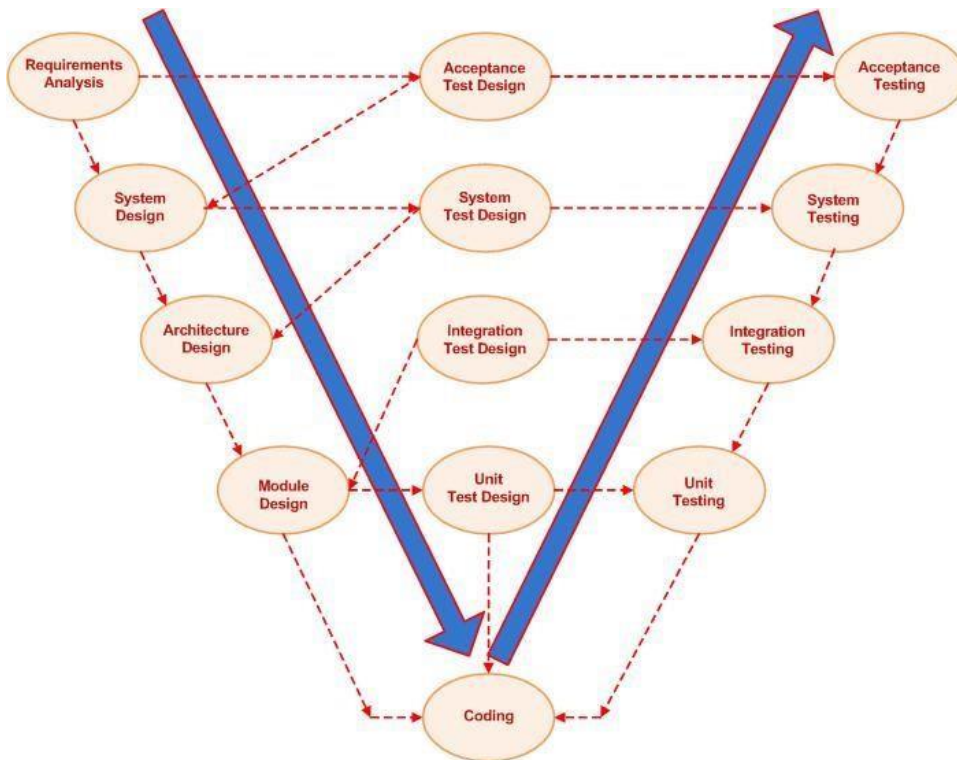 Requirements
Analysis
Acceptance
Test Design
Acceptance
Testing
System
Design
System
Test Design
System
Testing
Architecture
Design
Integration
Test Design
Integration
Testing
Module
Design
Unit
Test Design
Unit
Testing
Coding